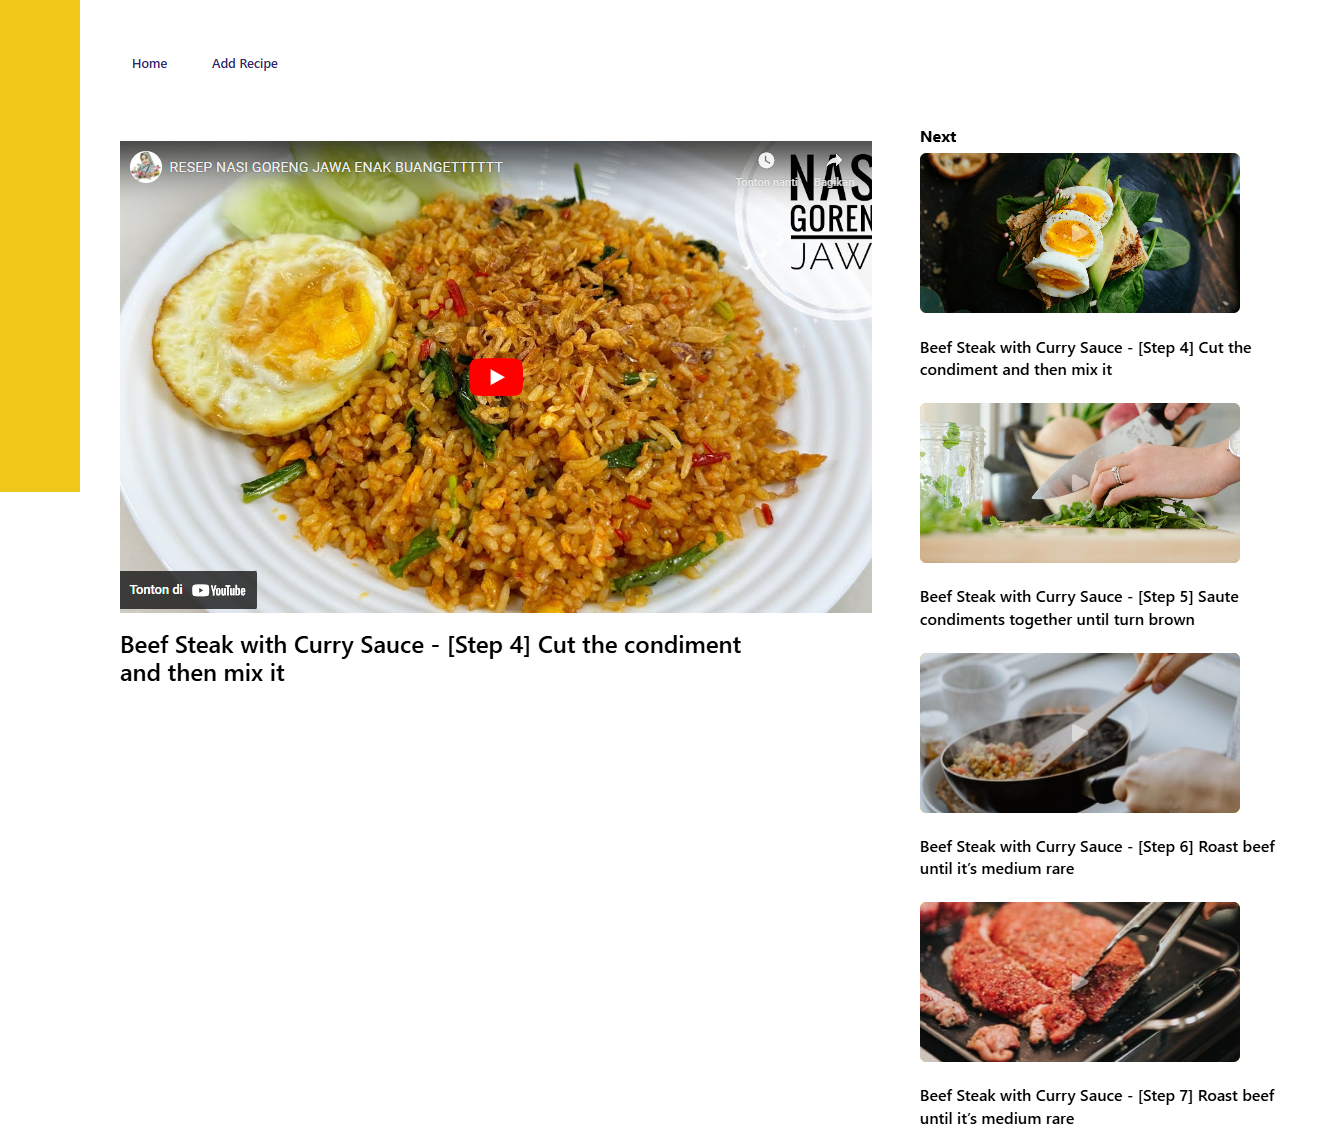 Home
Add Recipe
RESEP NASI GORENG JAWA ENAK BUANGETTTTTT
Tonton nanti
Bagikan
NAS
GOREN
JAW
Tonton di YouTube
Beef Steak with Curry Sauce - [Step 4] Cut the condiment
and then mix it
Next
Beef Steak with Curry Sauce - [Step 4] Cut the
condiment and then mix it
Beef Steak with Curry Sauce - [Step 5] Saute
condiments together until turn brown
Beef Steak with Curry Sauce - [Step 6] Roast beef
until it’s medium rare
Beef Steak with Curry Sauce - [Step 7] Roast beef
until it’s medium rare